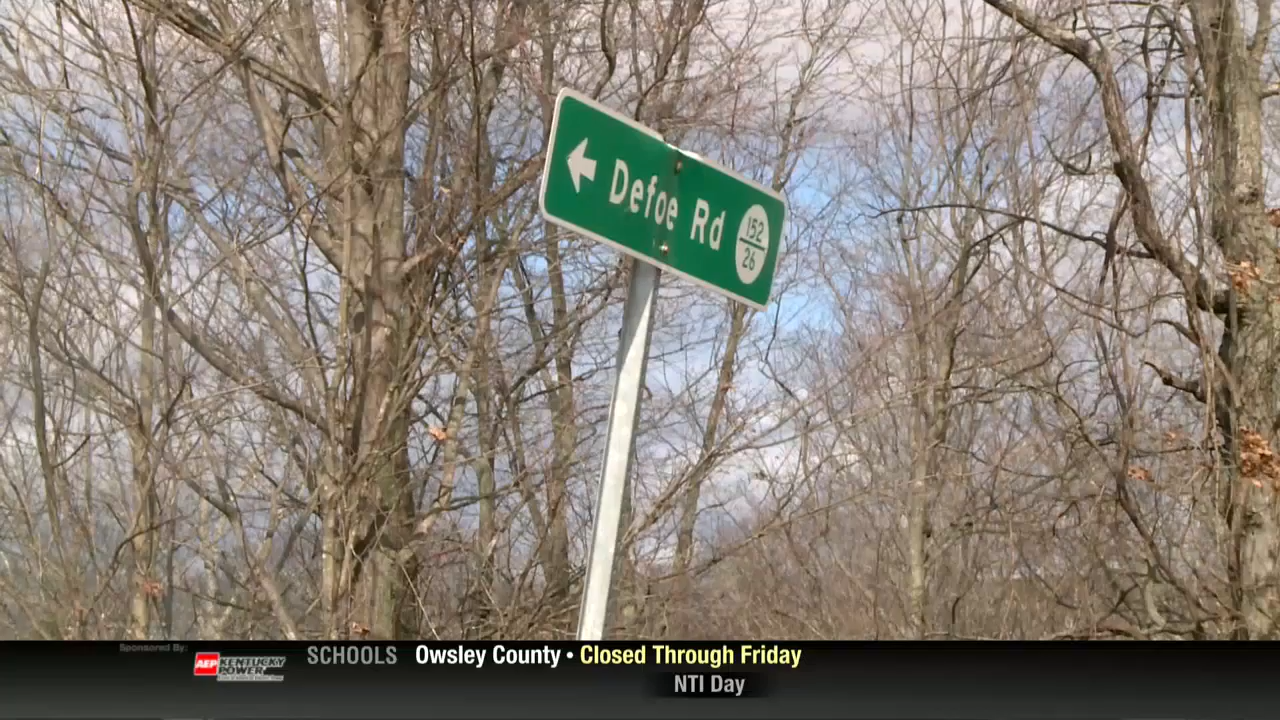 Defoe Rd
152
26
Sponsored By:
AEP KENTUCKY
POWER
SCHOOLS Owsley County • Closed Through Friday
NTI Day